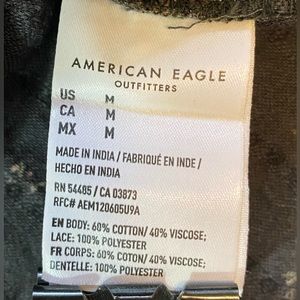 AMERICAN EAGLE
OUTFITTERS
US M
CA M
MX M
MADE IN INDIA / FABRIQUÉ EN INDE /
HECHO EN INDIA
RN 54485 / CA 03873
RFC# AEM120605U9A
EN BODY: 60% COTTON/ 40% VISCOSE;
LACE: 100% POLYESTER
FR CORPS: 60% COTON/ 40% VISCOSE;
DENTELLE: 100% POLYESTER